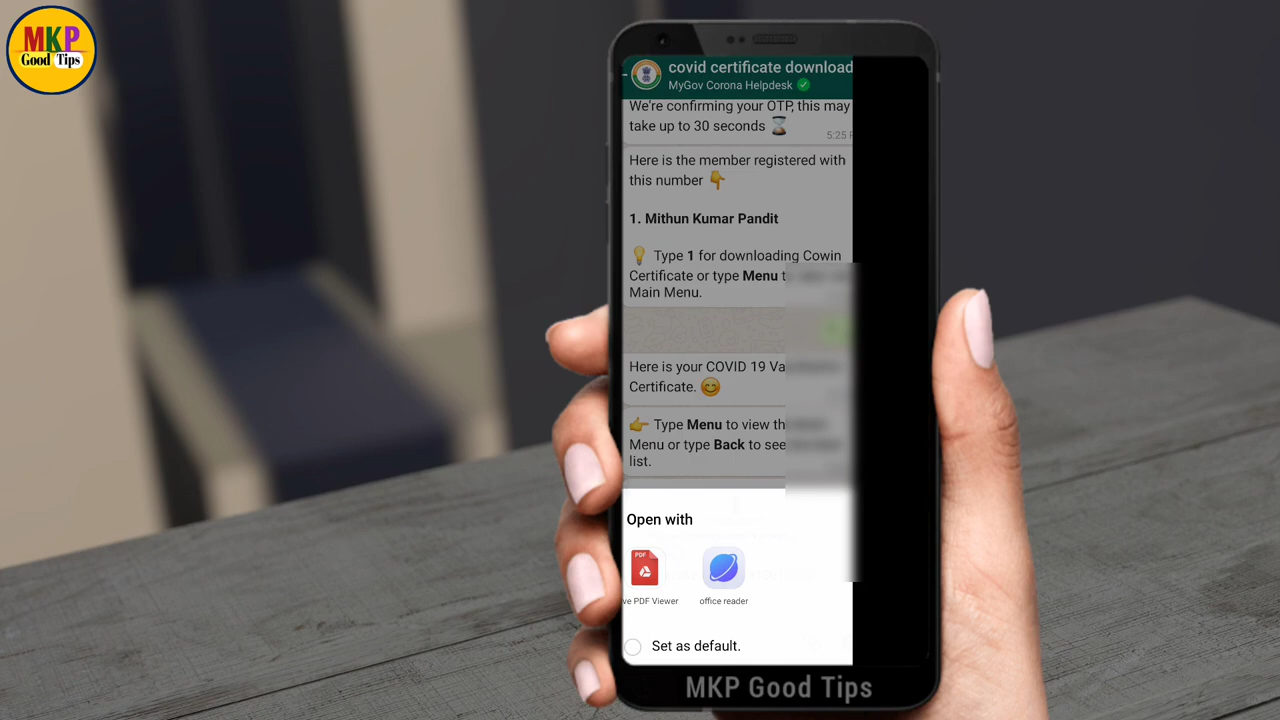 MKP
Good Tips
covid certificate download
MyGov Corona Helpdesk
We're confirming your OTP, this may
take up to 30 seconds ⌛
5:25
Here is the member registered with
this number 👇
1. Mithun Kumar Pandit
💡 Type 1 for downloading Cowin
Certificate or type Menu
Main Menu.
Here is your COVID 19
Certificate. 😊
👉 Type Menu to view
Menu or type Back to see
list.
Open with
PDF
PDF Viewer
office reader
Set as default.
MKP Good Tips